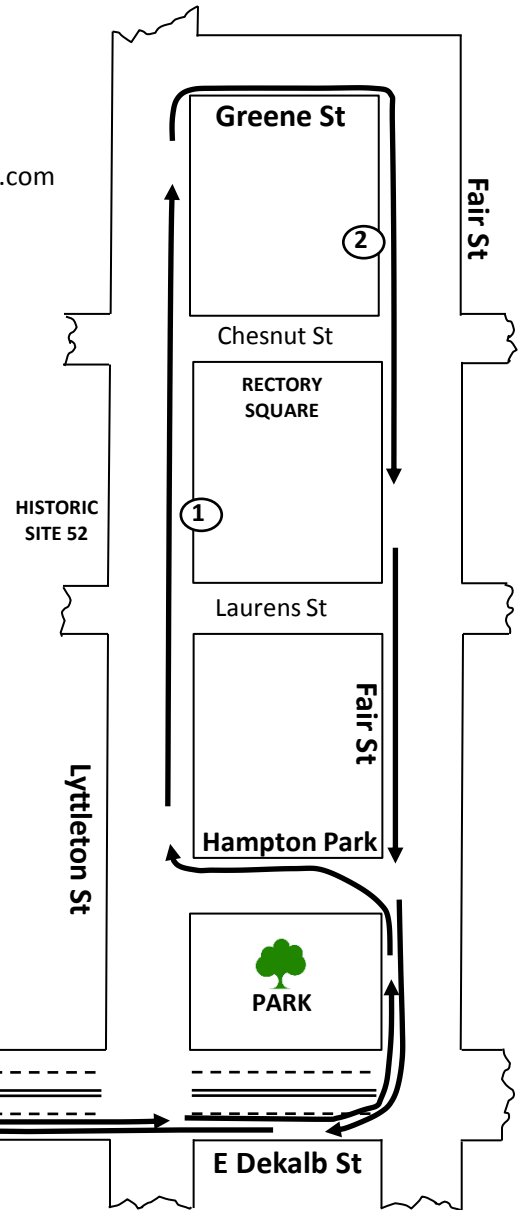 .com
Greene St
Fair St
2
Chesnut St
RECTORY
SQUARE
HISTORIC
SITE 52
1
Laurens St
Fair St
Lyttleton St
Hampton Park
PARK
E Dekalb St